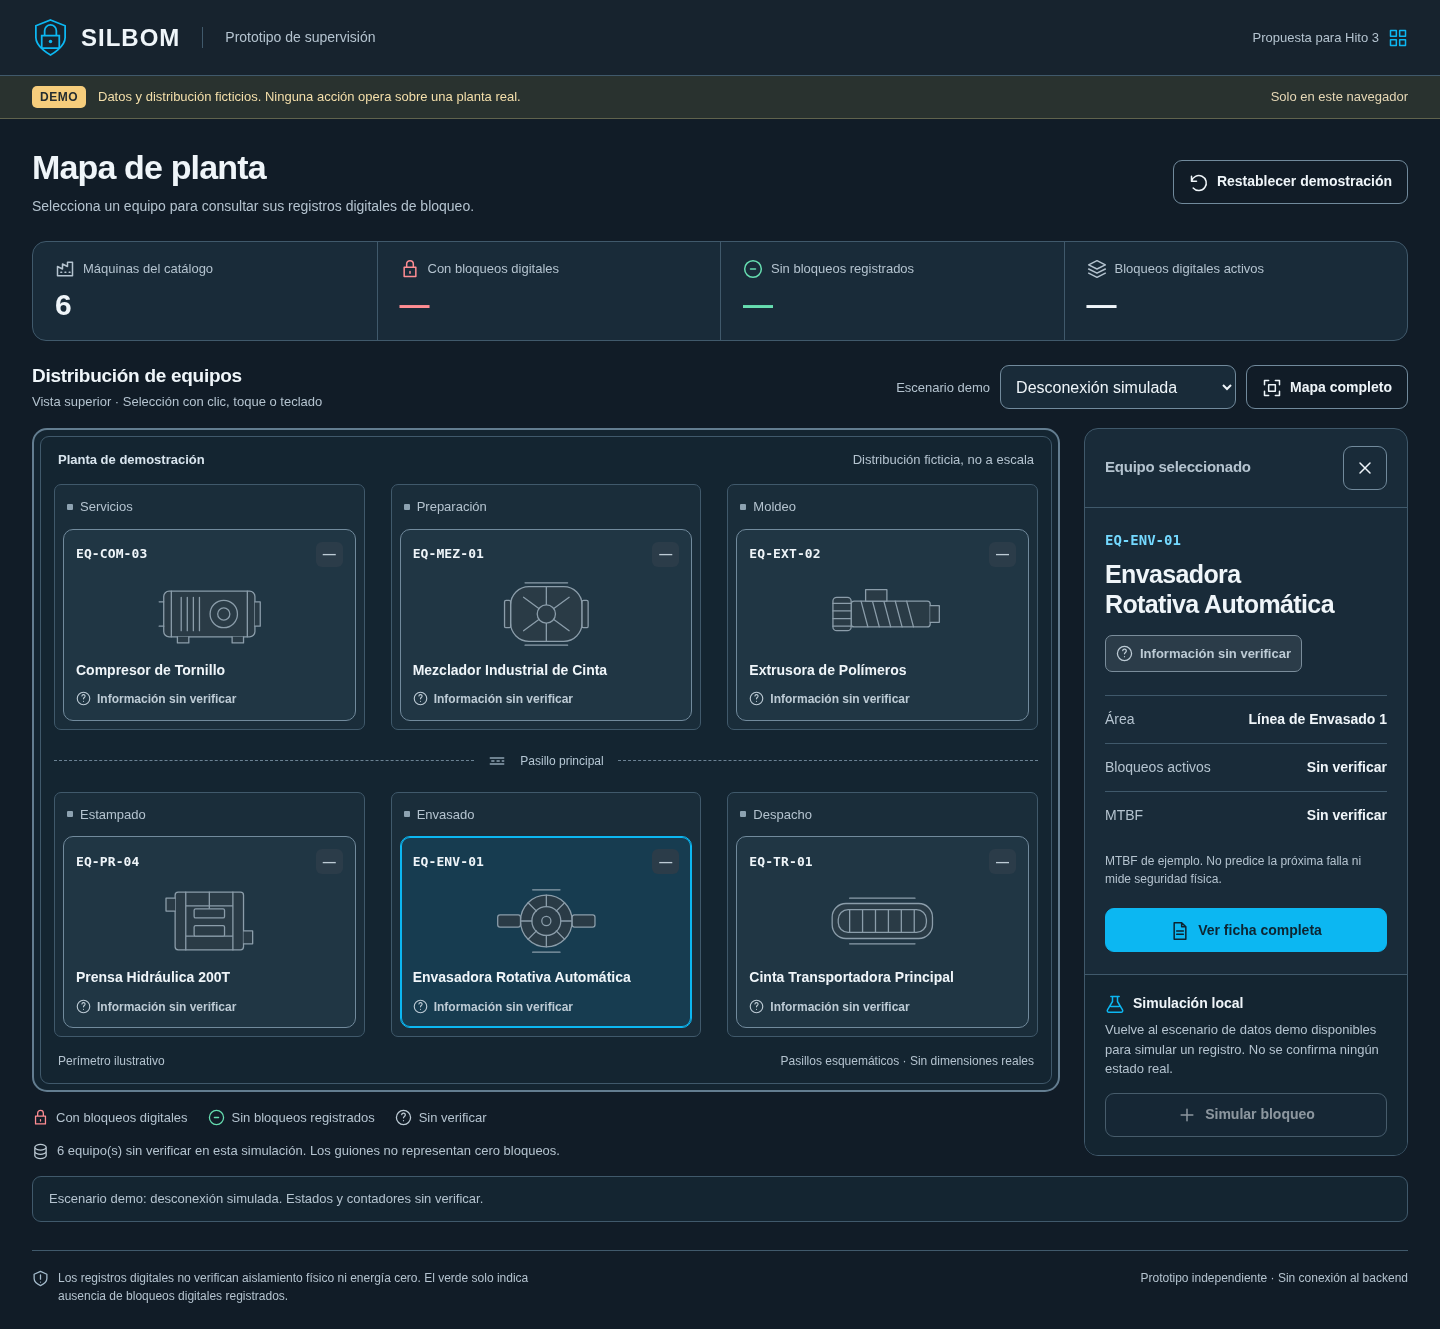 SILBOM
Prototipo de supervisión
Propuesta para Hito 3
DEMO
Datos y distribución ficticios. Ninguna acción opera sobre una planta real.
Solo en este navegador
Mapa de planta
Selecciona un equipo para consultar sus registros digitales de bloqueo.
Restablecer demostración
Máquinas del catálogo
6
Con bloqueos digitales
—
Sin bloqueos registrados
—
Bloqueos digitales activos
—
Distribución de equipos
Vista superior · Selección con clic, toque o teclado
Escenario demo
Desconexión simulada
Mapa completo
Planta de demostración
Distribución ficticia, no a escala
Servicios
EQ-COM-03
—
Compresor de Tornillo
Información sin verificar
Preparación
EQ-MEZ-01
—
Mezclador Industrial de Cinta
Información sin verificar
Moldeo
EQ-EXT-02
—
Extrusora de Polímeros
Información sin verificar
Pasillo principal
Estampado
EQ-PR-04
—
Prensa Hidráulica 200T
Información sin verificar
Envasado
EQ-ENV-01
—
Envasadora Rotativa Automática
Información sin verificar
Despacho
EQ-TR-01
—
Cinta Transportadora Principal
Información sin verificar
Perímetro ilustrativo
Pasillos esquemáticos · Sin dimensiones reales
Con bloqueos digitales
Sin bloqueos registrados
Sin verificar
6 equipo(s) sin verificar en esta simulación. Los guiones no representan cero bloqueos.
Equipo seleccionado
EQ-ENV-01
Envasadora
Rotativa Automática
Información sin verificar
Área
Línea de Envasado 1
Bloqueos activos
Sin verificar
MTBF
Sin verificar
MTBF de ejemplo. No predice la próxima falla ni
mide seguridad física.
Ver ficha completa
Simulación local
Vuelve al escenario de datos demo disponibles
para simular un registro. No se confirma ningún
estado real.
Simular bloqueo
Escenario demo: desconexión simulada. Estados y contadores sin verificar.
Los registros digitales no verifican aislamiento físico ni energía cero. El verde solo indica
ausencia de bloqueos digitales registrados.
Prototipo independiente · Sin conexión al backend